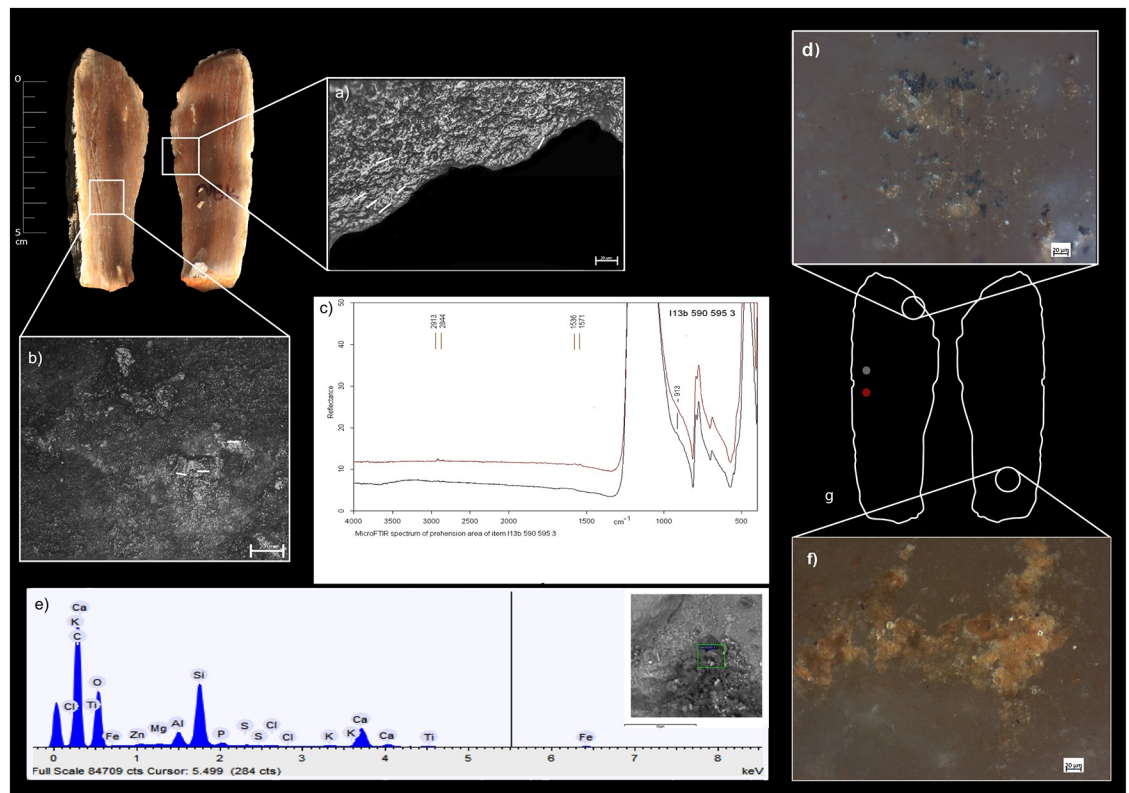 0
5
cm
a)
20 µm
b)
c)
50
40
30
20
10
0
Reflectance
2913
2844
1536
1571
913
I13b 590 595 3
4000
3500
3000
2500
2000
1500
cm-1
1000
500
MicroFTIR spectrum of prehension area of item I13b 590 595 3
d)
20 µm
g
e)
Ca
K
C
O
Cl
Ti
Fe
Zn
Mg
Al
Si
P
S
S
Cl
Cl
K
K
Ca
Ca
Ti
Fe
0 1 2 3 4 5 6 7 8
Full Scale 84709 cts Cursor: 5.499 (284 cts) keV
f)
20 µm